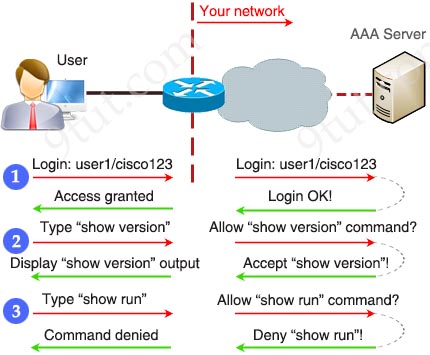 Your network
User
AAA Server
9tut.com
1
Login: user1/cisco123
Login: user1/cisco123
Access granted
Login OK!
2
Type “show version”
Allow “show version” command?
Display “show version” output
Accept “show version”!
3
Type “show run”
Allow “show run” command?
Command denied
Deny “show run”!